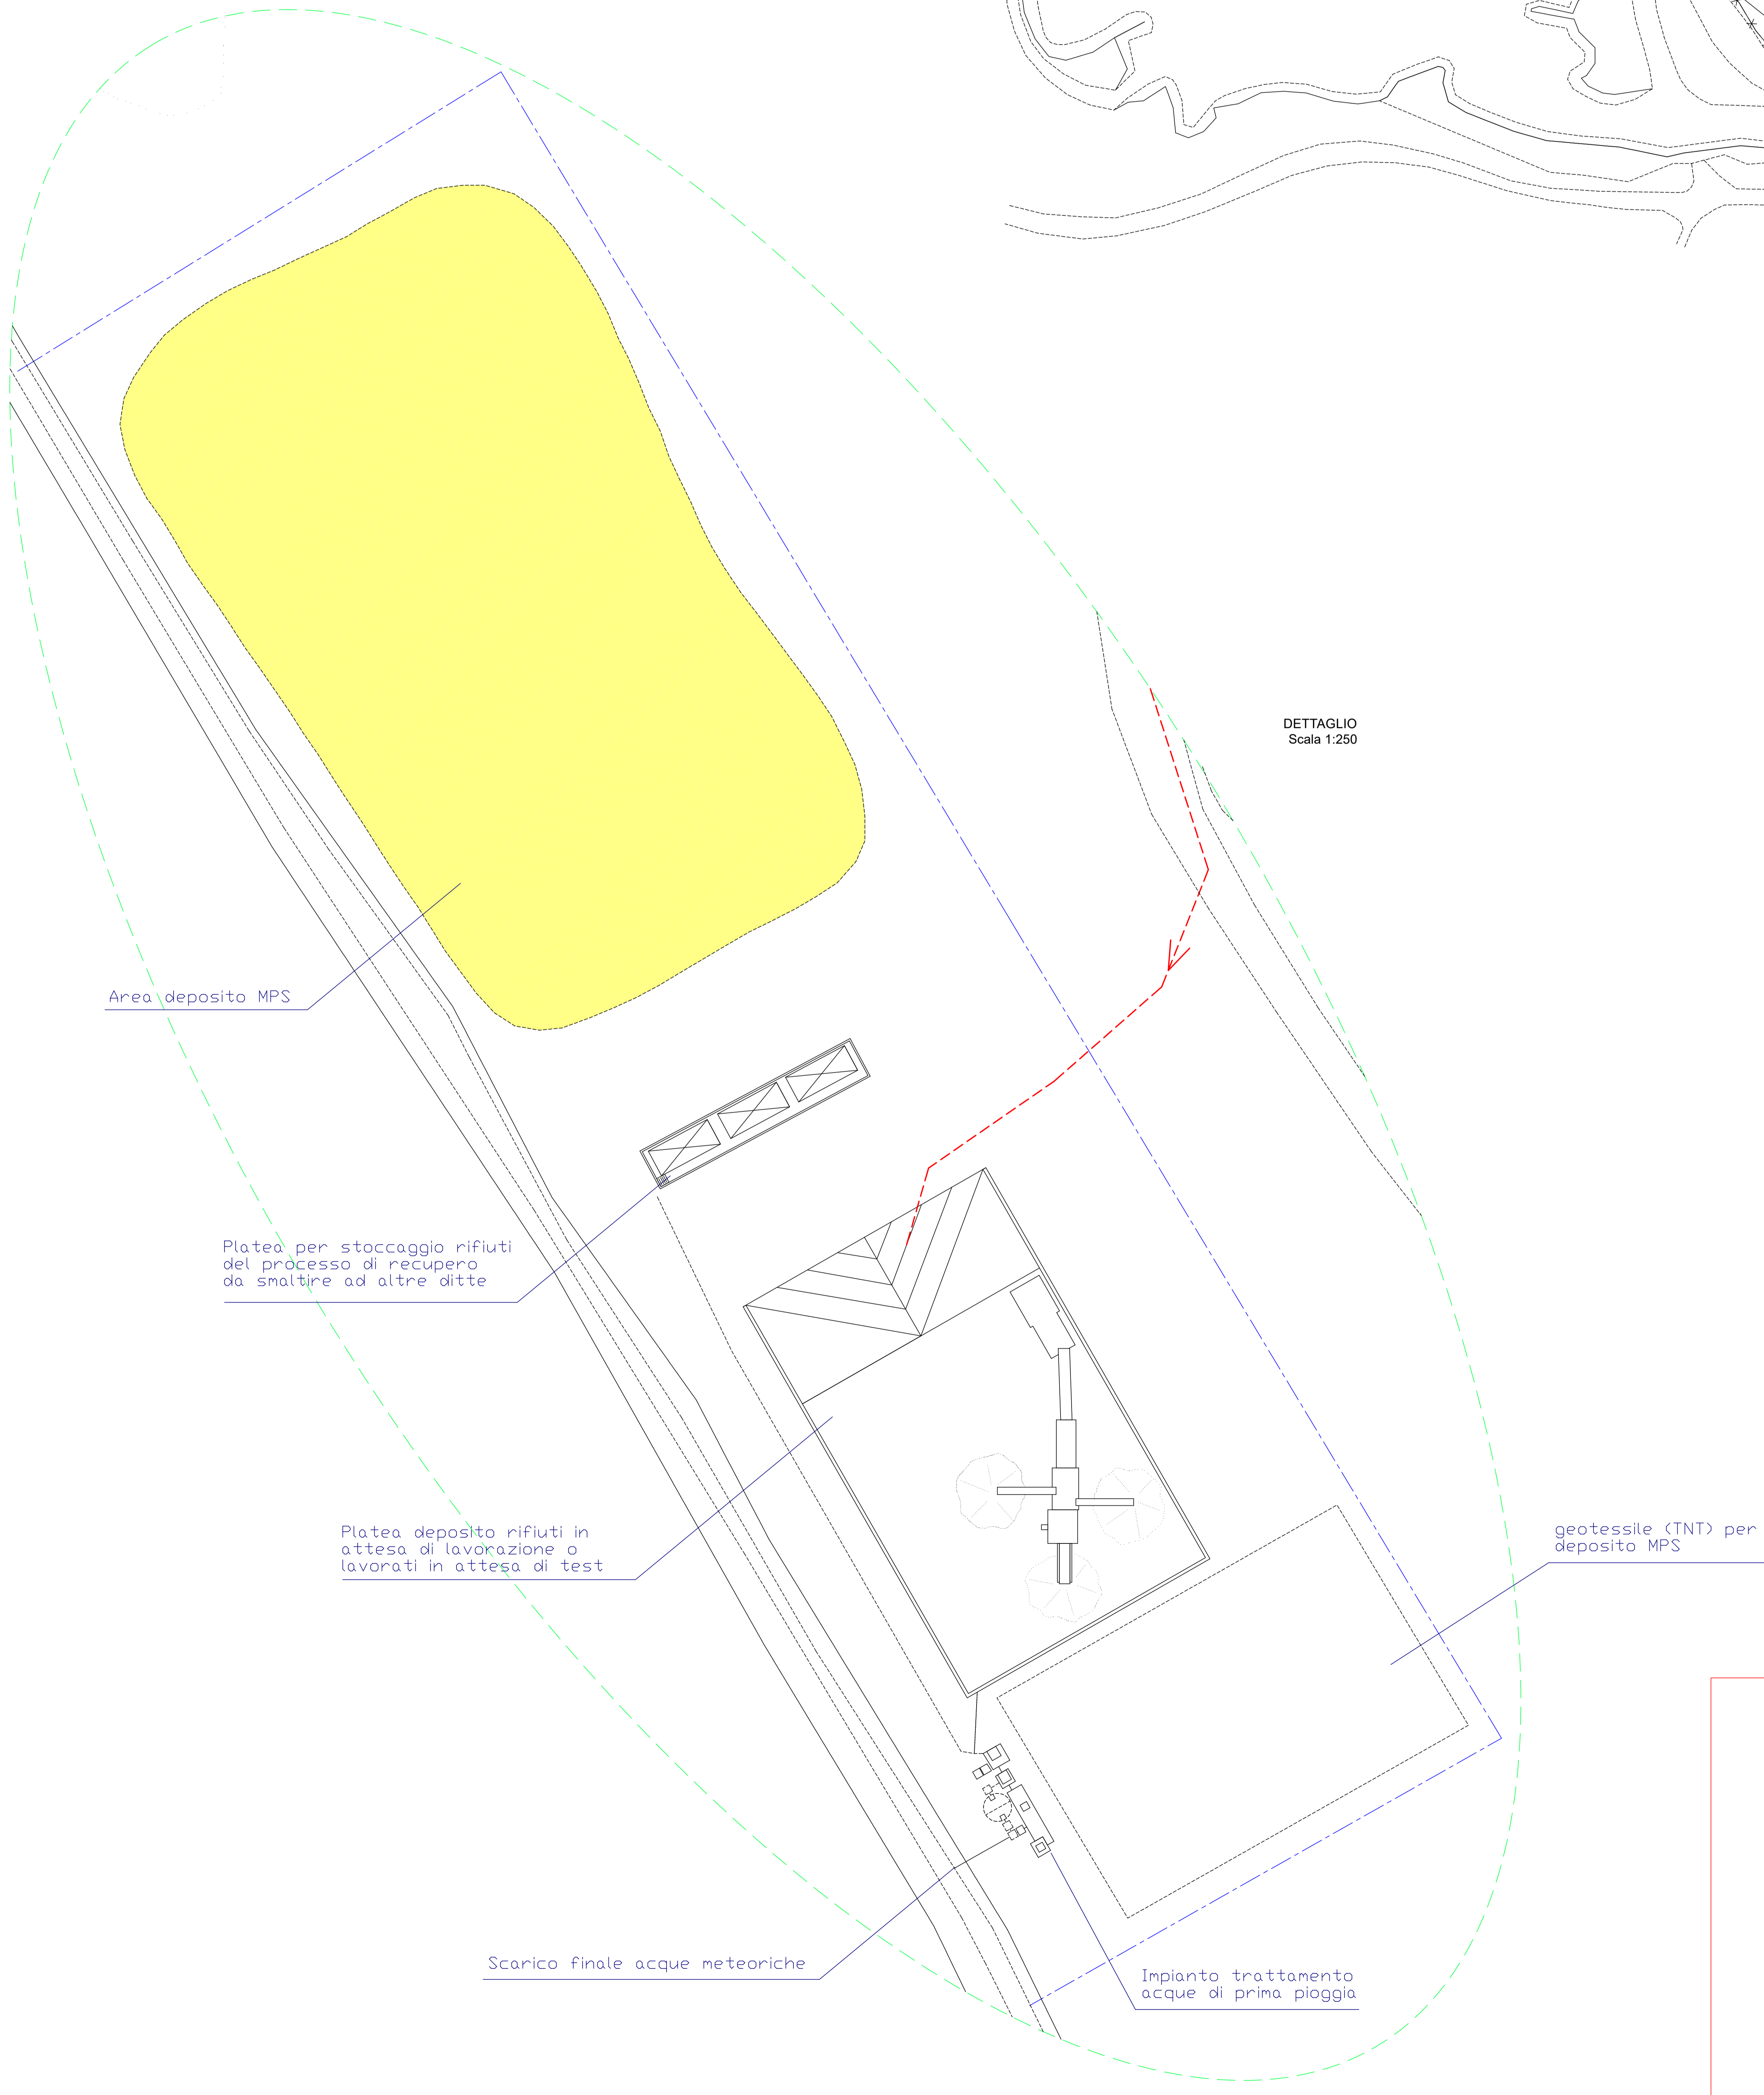 DETTAGLIO
Scala 1:250
Area deposito MPS
Platea per stoccaggio rifiuti
del processo di recupero
da smaltire ad altre ditte
Platea deposito rifiuti in
attesa di lavorazione o
lavorati in attesa di test
geotessile (TNT) per
deposito MPS
Scarico finale acque meteoriche
Impianto trattamento
acque di prima pioggia